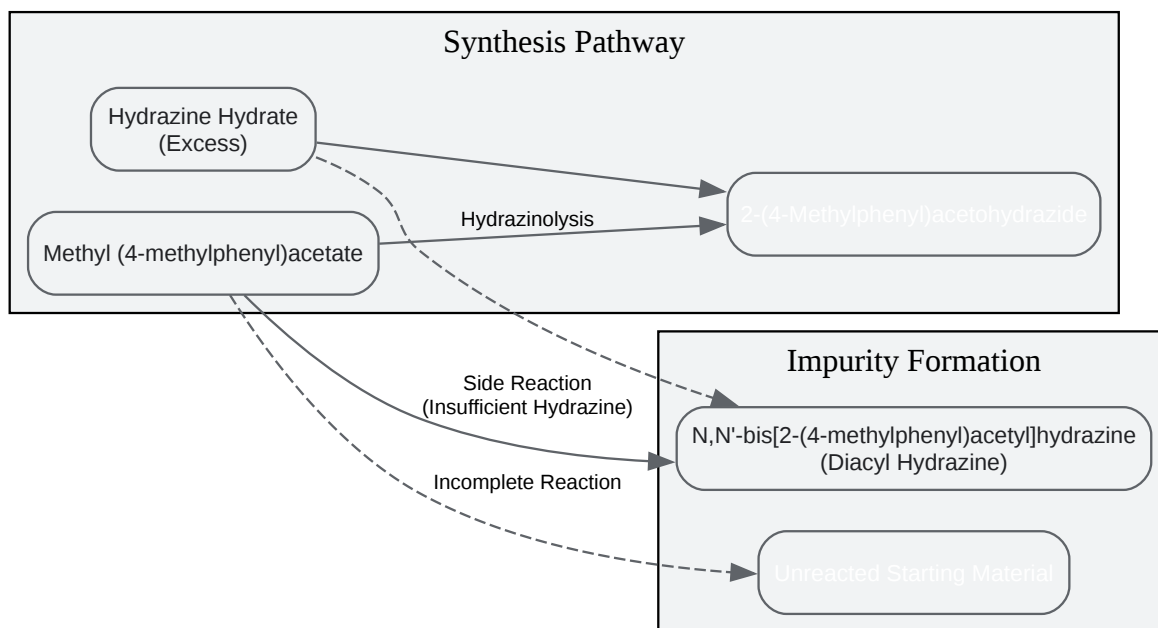 Synthesis Pathway
Hydrazine Hydrate
(Excess)
2-(4-Methylphenyl)acetohydrazide
Hydrazinolysis
Methyl (4-methylphenyl)acetate
Impurity Formation
Side Reaction
(Insufficient Hydrazine)
N,N'-bis[2-(4-methylphenyl)acetyl]hydrazine
(Diacyl Hydrazine)
Incomplete Reaction
Unreacted Starting Material